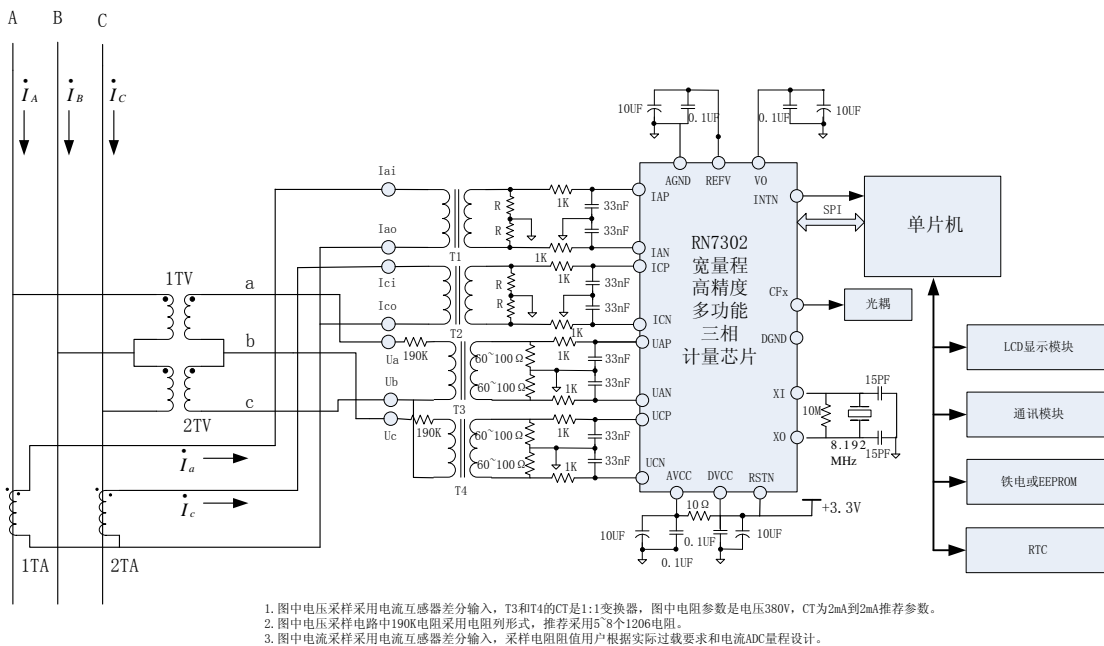 A
B
C
İA
İB
İC
1TV
2TV
a
b
c
İa
İc
1TA
2TA
Iai
Iao
Ici
Ico
Ua
Ub
Uc
190K
190K
T1
T2
T3
T4
R
R
R
R
60~100Ω
60~100Ω
60~100Ω
60~100Ω
1K
1K
1K
1K
1K
1K
1K
1K
33nF
33nF
33nF
33nF
33nF
33nF
33nF
33nF
10UF
0.1UF
0.1UF
10UF
AGND
REFV
VO
INTN
IAP
IAN
ICP
ICN
UAP
UAN
UCP
UCN
RN7302
宽量程
高精度
多功能
三相
计量芯片
CFx
DGND
XI
XO
AVCC
DVCC
RSTN
10Ω
+3.3V
10UF
0.1UF
0.1UF
10UF
SPI
单片机
光耦
15PF
10M
8.192
MHz
15PF
LCD显示模块
通讯模块
铁电或EEPROM
RTC
1.图中电压采样采用电流互感器差分输入，T3和T4的CT是1:1变换器，图中电阻参数是电压380V，CT为2mA到2mA推荐参数。
2.图中电压采样电路中190K电阻采用电阻列形式，推荐采用5~8个1206电阻。
3.图中电流采样采用电流互感器差分输入，采样电阻阻值用户根据实际过载要求和电流ADC量程设计。